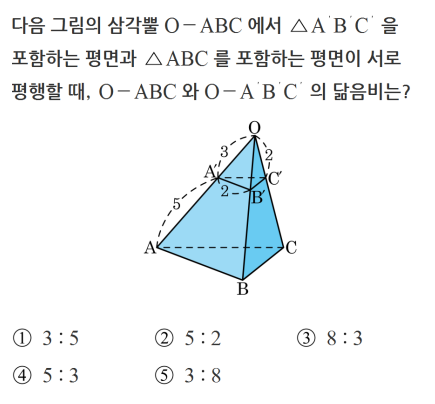 다음 그림의 삼각뿔 O－ABC 에서 △A'B'C' 을
포함하는 평면과 △ABC 를 포함하는 평면이 서로
평행할 때, O－ABC 와 O－A'B'C' 의 닮음비는?
O
3
2
A'
C'
2
B'
5
A
C
B
① 3 : 5 ② 5 : 2 ③ 8 : 3
④ 5 : 3 ⑤ 3 : 8